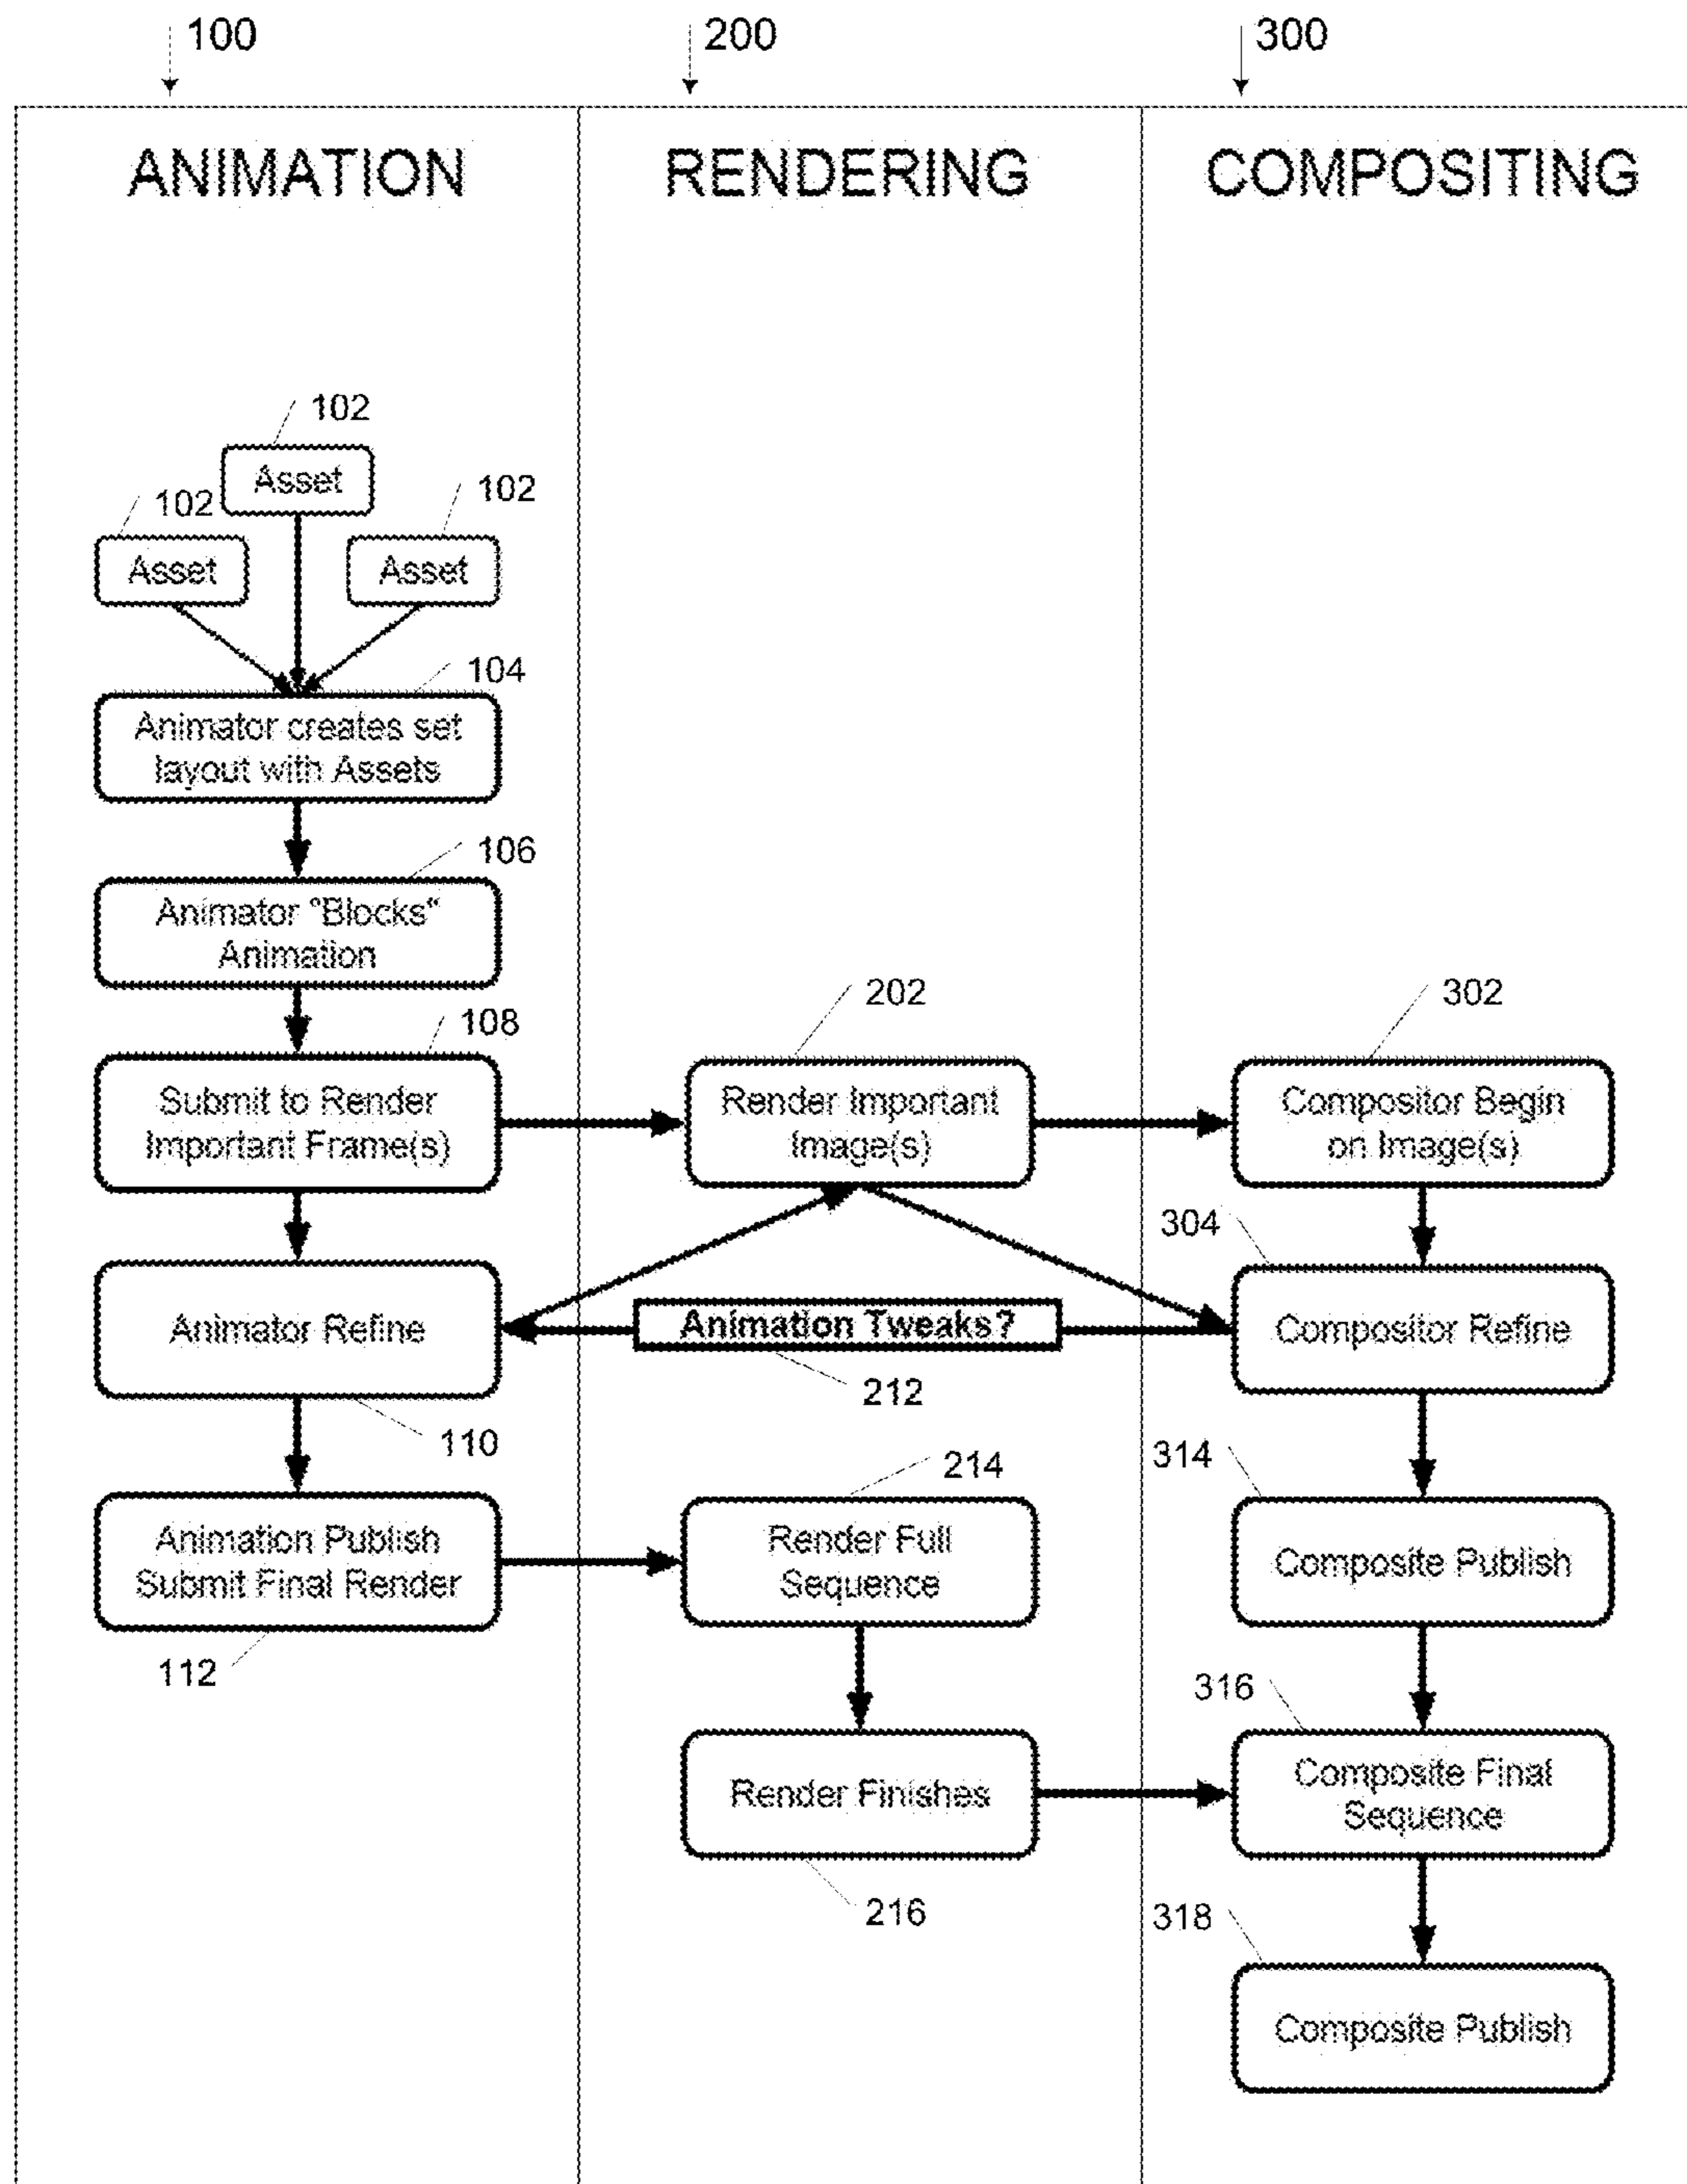 100
200
300
ANIMATION
RENDERING
COMPOSITING
102
Asset
102
102
Asset
Asset
104
Animator creates set
layout with Assets
106
Animator "Blocks"
Animation
108
Submit to Render
Important Frame(s)
202
Render Important
Image(s)
302
Compositor Begin
on Image(s)
304
Animator Refine
110
Animation Tweaks?
212
Compositor Refine
Animation Publish
Submit Final Render
112
214
Render Full
Sequence
314
Composite Publish
316
Render Finishes
216
Composite Final
Sequence
318
Composite Publish